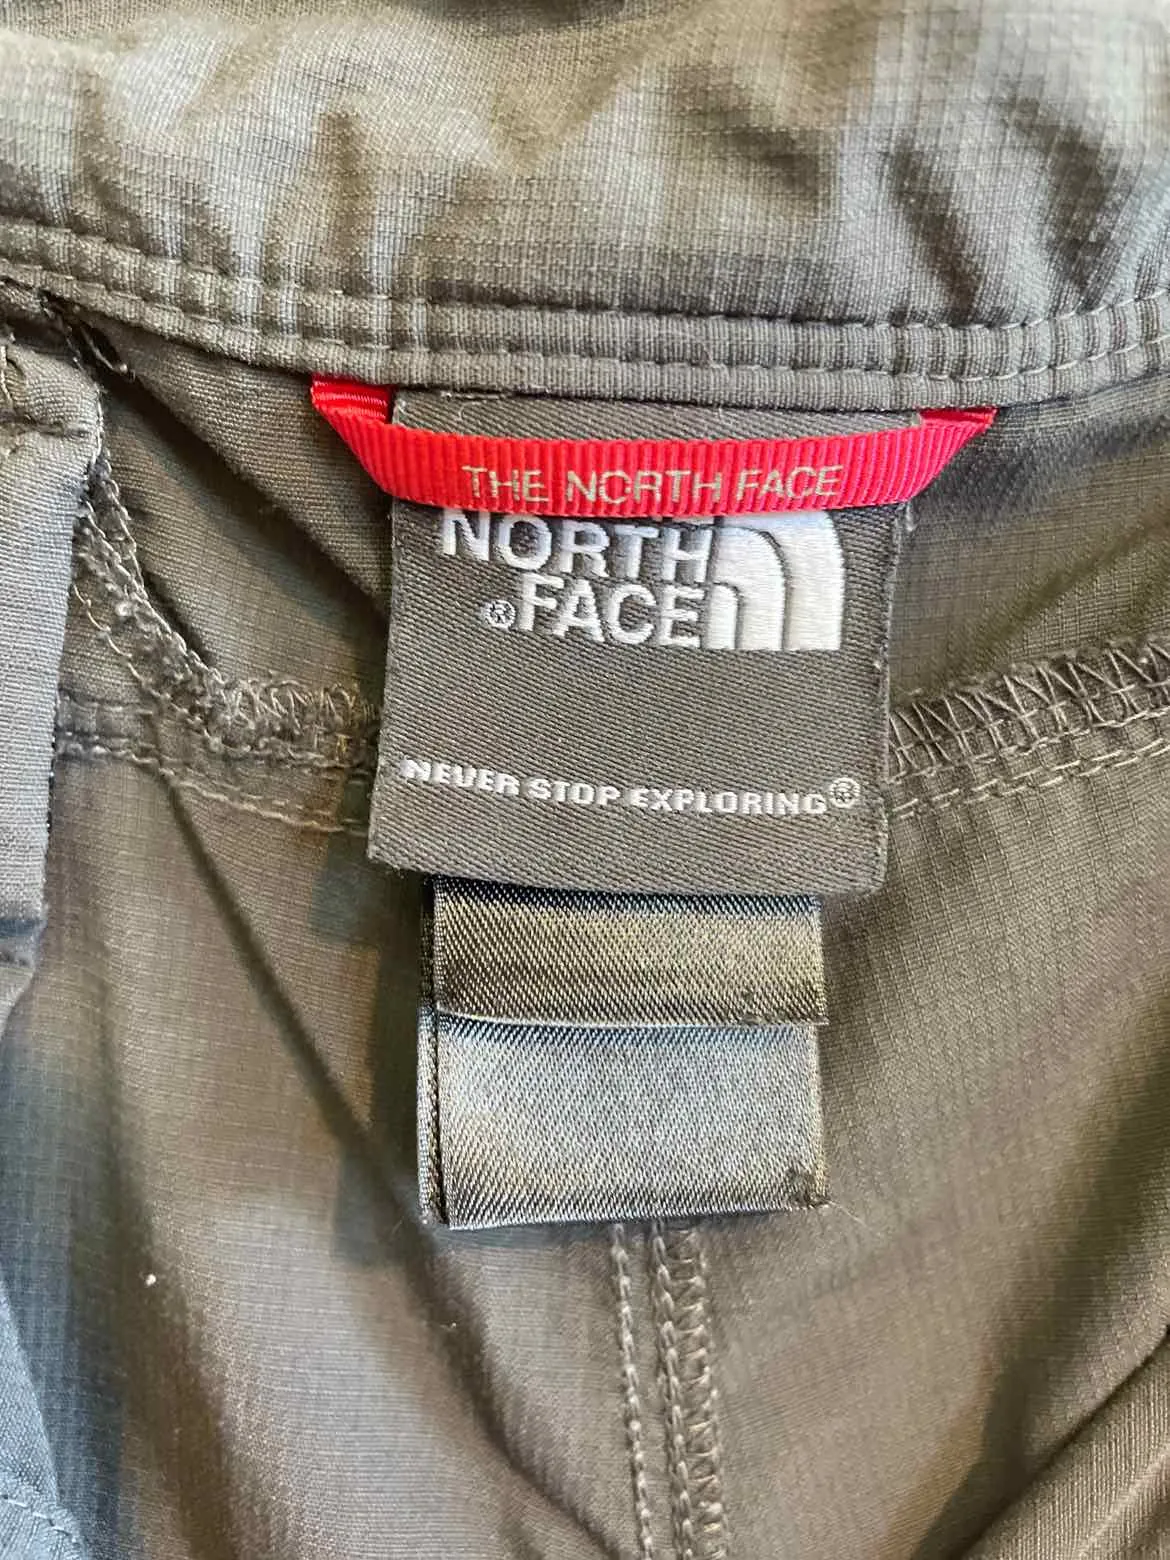 THE NORTH FACE
NORTH
®FACE
NEVER STOP EXPLORING®